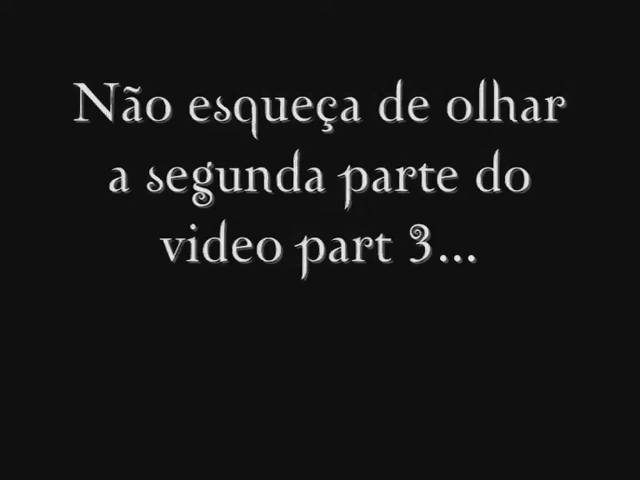 Não esqueça de olhar
a segunda parte do
video part 3...